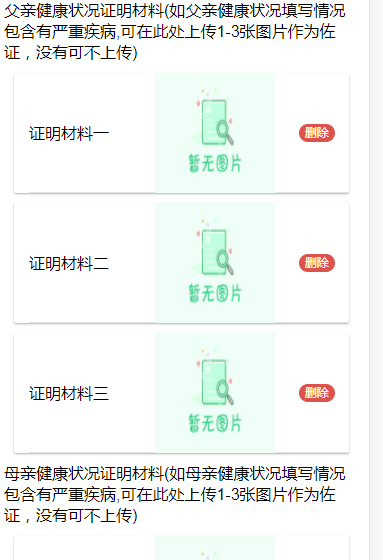 父亲健康状况证明材料(如父亲健康状况填写情况
包含有严重疾病,可在此处上传1-3张图片作为佐
证，没有可不上传)
证明材料一
暂无图片
删除
证明材料二
暂无图片
删除
证明材料三
暂无图片
删除
母亲健康状况证明材料(如母亲健康状况填写情况
包含有严重疾病,可在此处上传1-3张图片作为佐
证，没有可不上传)